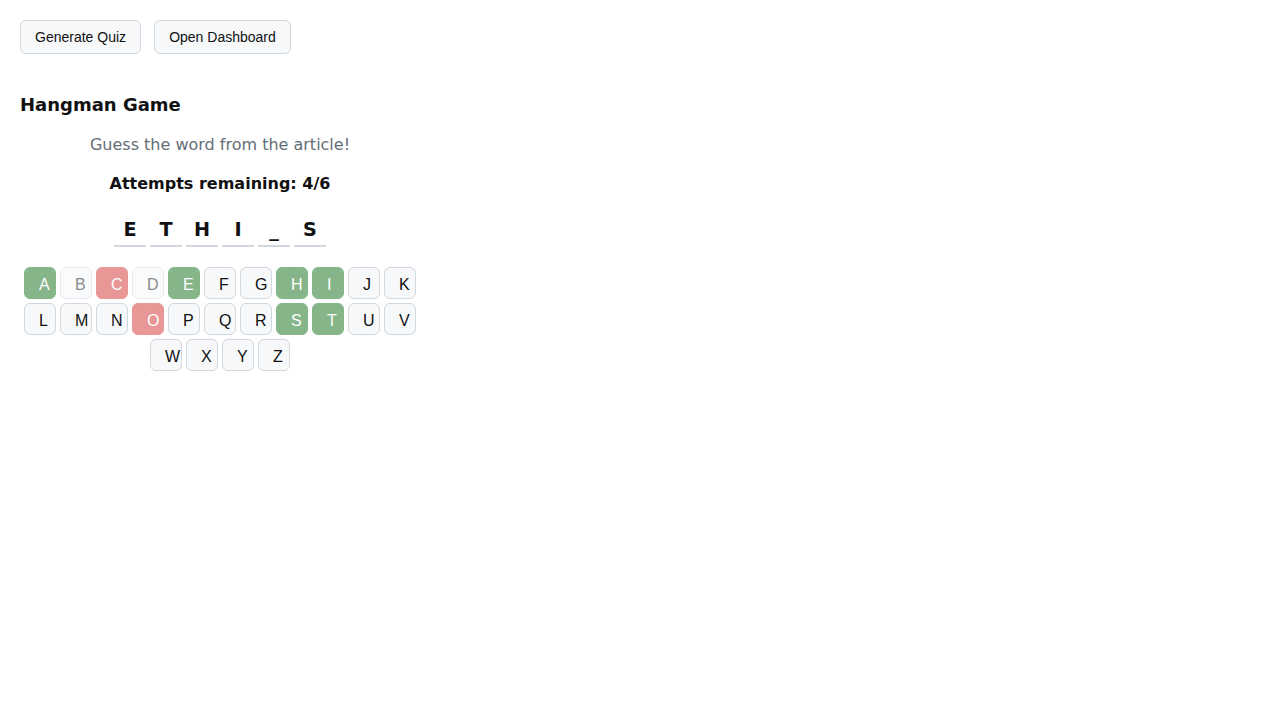 Generate Quiz Open Dashboard
Hangman Game
Guess the word from the article!
Attempts remaining: 4/6
E T H I _ S
A B C D E F G H I J K
L M N O P Q R S T U V
W X Y Z